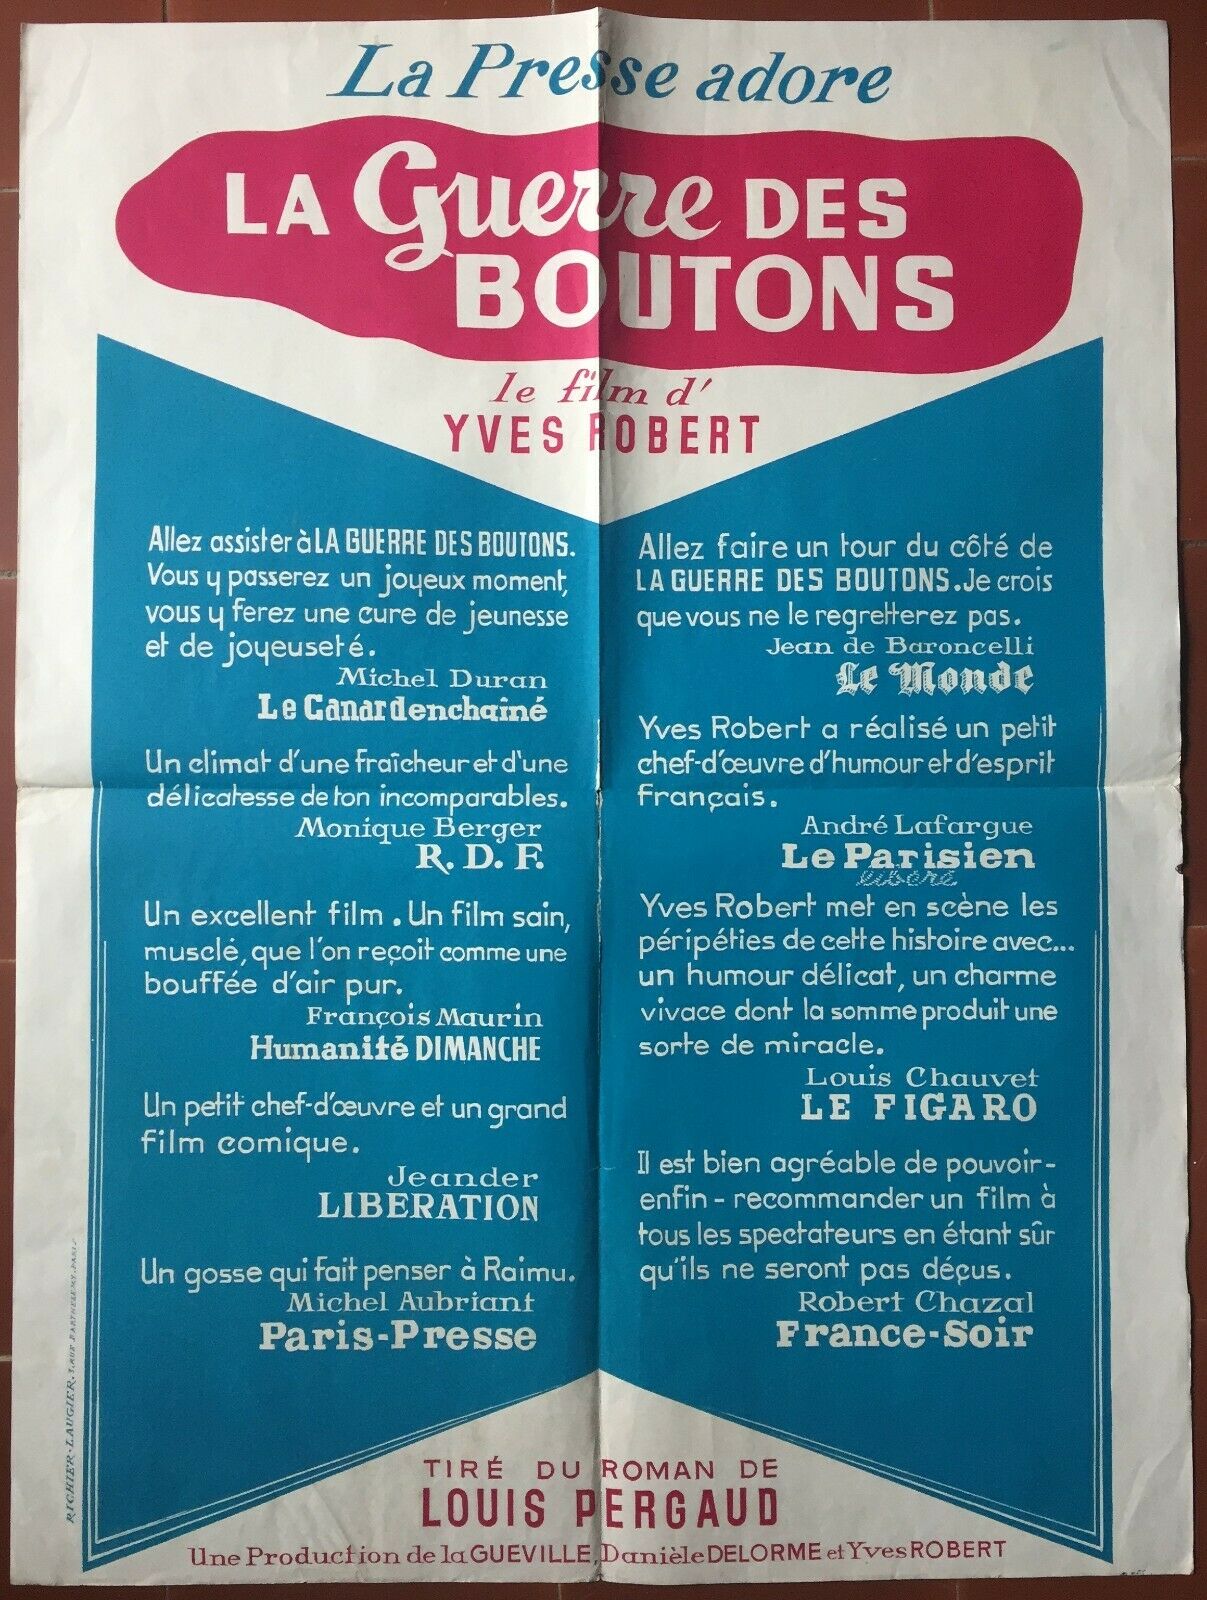 La Presse adore
LA Guerre DES
BOUTONS
le film d'
YVES ROBERT
Allez assister à LA GUERRE DES BOUTONS.
Vous y passerez un joyeux moment,
vous y ferez une cure de jeunesse
et de joyeuseté.
Michel Duran
Le Canard enchaîné
Un climat d'une fraîcheur et d'une
délicatesse de ton incomparables.
Monique Berger
R. D. F.
Un excellent film. Un film sain,
musclé, que l'on reçoit comme une
bouffée d'air pur.
François Maurin
Humanité DIMANCHE
Un petit chef-d'œuvre et un grand
film comique.
Jeander
LIBERATION
Un gosse qui fait penser à Raimu.
Michel Aubriant
Paris-Presse
Allez faire un tour du côté de
LA GUERRE DES BOUTONS. Je crois
que vous ne le regretterez pas.
Jean de Baroncelli
Le Monde
Yves Robert a réalisé un petit
chef-d'œuvre d'humour et d'esprit
français.
André Lafargue
Le Parisien
libéré
Yves Robert met en scène les
péripéties de cette histoire avec...
un humour délicat, un charme
vivace dont la somme produit une
sorte de miracle.
Louis Chauvet
LE FIGARO
Il est bien agréable de pouvoir-
enfin - recommander un film à
tous les spectateurs en étant sûr
qu'ils ne seront pas déçus.
Robert Chazal
France-Soir
TIRÉ DU ROMAN DE
LOUIS PERGAUD
Une Production de la GUEVILLE, Danièle DELORME et Yves ROBERT
RICHIER-LAUGIER. 3, RUE BARTHELEMY. PARIS